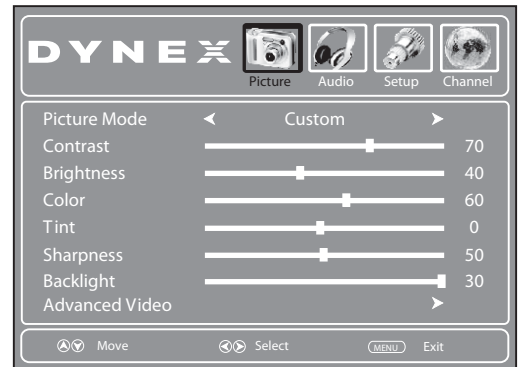 DYNEX
Picture Audio Setup Channel
Picture Mode Custom
Contrast 70
Brightness 40
Color 60
Tint 0
Sharpness 50
Backlight 30
Advanced Video
Move Select MENU Exit